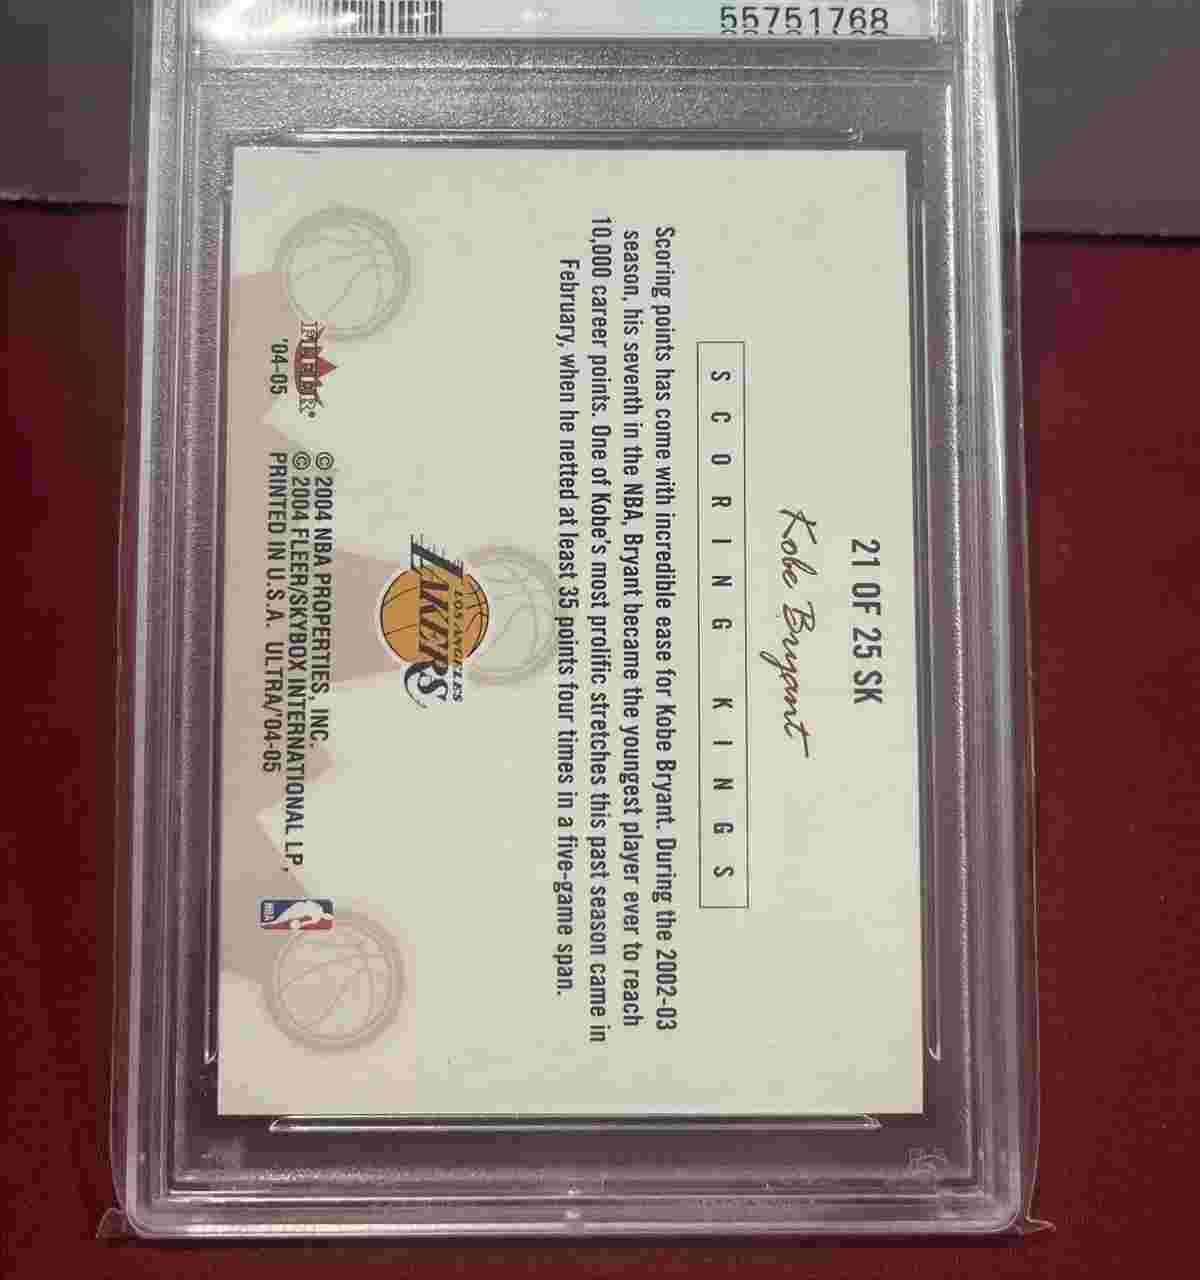 55751768
21 OF 25 SK
Kobe Bryant
SCORING KINGS
Scoring points has come with incredible ease for Kobe Bryant. During the 2002-03
season, his seventh in the NBA, Bryant became the youngest player ever to reach
10,000 career points. One of Kobe's most prolific stretches this past season came in
February, when he netted at least 35 points four times in a five-game span.
LOS ANGELES
LAKERS
FLEER®
'04-05
© 2004 NBA PROPERTIES, INC.
© 2004 FLEER/SKYBOX INTERNATIONAL LP,
PRINTED IN U.S.A. ULTRA/'04-05
NBA